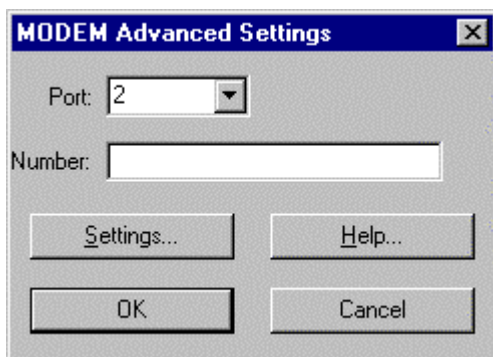 MODEM Advanced Settings
Port: 2
Number:
Settings... Help...
OK Cancel